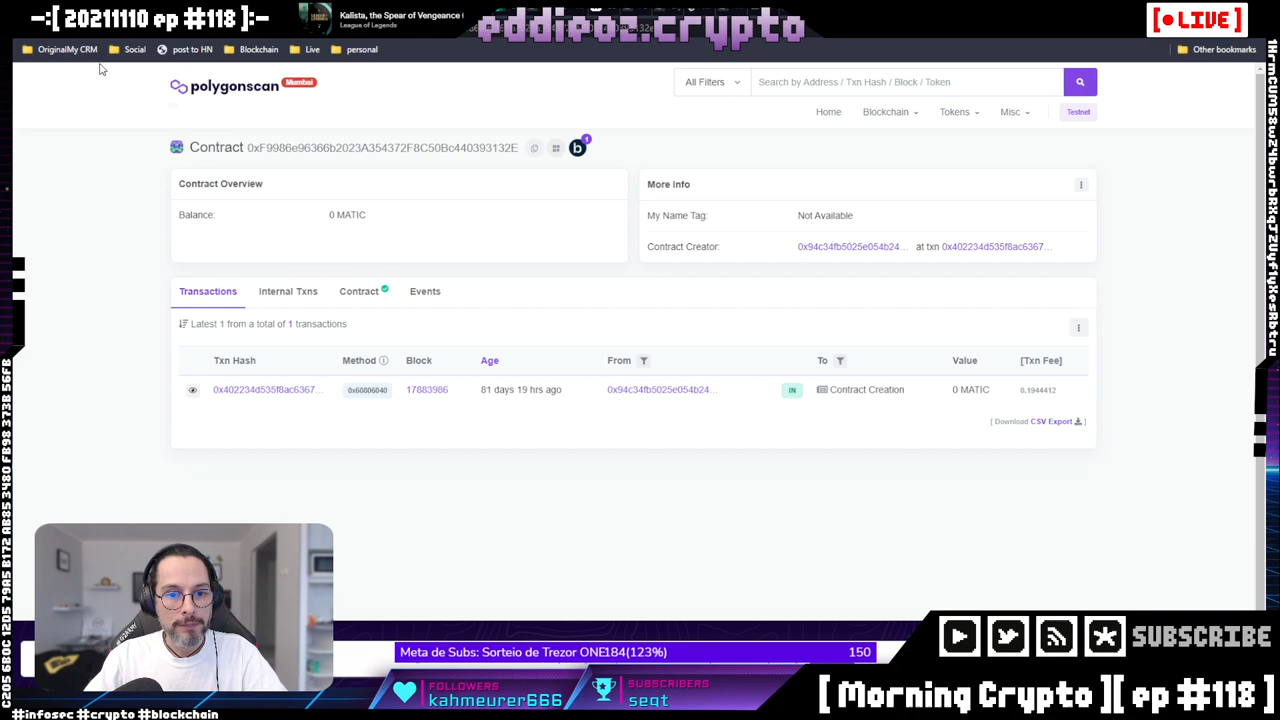 -:[ 20211110 ep #118 ]:-
Kalista, the Spear of Vengeance
League of Legends
eddieoz.crypto
[ LIVE ]
OriginalMy CRM
Social
post to HN
Blockchain
Live
personal
Other bookmarks
polygonscan Mumbai
All Filters
Search by Address / Txn Hash / Block / Token
Home
Blockchain
Tokens
Misc
Testnet
Contract 0xF9986e96366b2023A354372F8C50Bc440393132E
b
1
Contract Overview
Balance:
0 MATIC
More Info
My Name Tag:
Not Available
Contract Creator:
0x94c34fb5025e054b24... at txn 0x402234d535f8ac6367...
Transactions
Internal Txns
Contract
Events
Latest 1 from a total of 1 transactions
Txn Hash
Method
Block
Age
From
To
Value
[Txn Fee]
0x402234d535f8ac6367...
0x60806040
17883986
81 days 19 hrs ago
0x94c34fb5025e054b24...
IN
Contract Creation
0 MATIC
0.1944412
[ Download CSV Export ]
Meta de Subs: Sorteio de Trezor ONE184(123%)
150
FOLLOWERS
kahmeurer666
SUBSCRIBERS
seqt
SUBSCRIBE
[ Morning Crypto ][ ep #118 ]
#infosec #crypto #blockchain